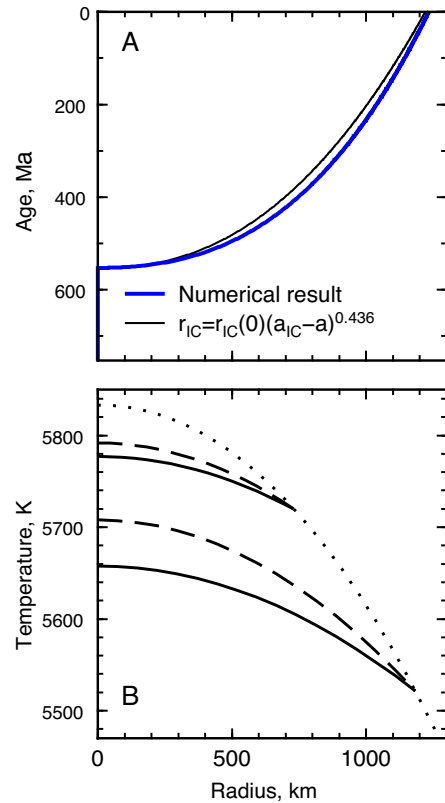 0
A
200
Age, Ma
400
600
Numerical result
r_IC=r_IC(0)(a_IC−a)^0.436
5800
5700
Temperature, K
5600
5500
B
0
500
1000
Radius, km